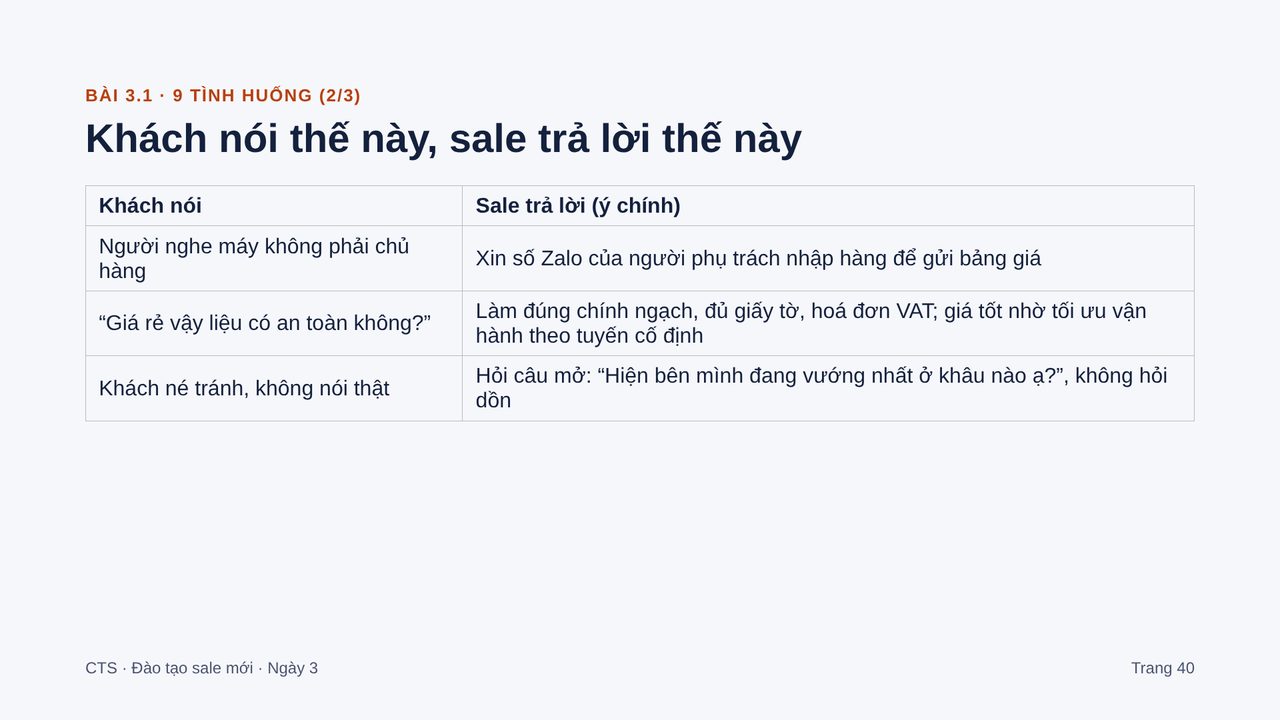 BÀI 3.1 · 9 TÌNH HUỐNG (2/3)
Khách nói thế này, sale trả lời thế này
Khách nói
Sale trả lời (ý chính)
Người nghe máy không phải chủ
hàng
Xin số Zalo của người phụ trách nhập hàng để gửi bảng giá
“Giá rẻ vậy liệu có an toàn không?”
Làm đúng chính ngạch, đủ giấy tờ, hoá đơn VAT; giá tốt nhờ tối ưu vận
hành theo tuyến cố định
Khách né tránh, không nói thật
Hỏi câu mở: “Hiện bên mình đang vướng nhất ở khâu nào ạ?”, không hỏi
dồn
CTS · Đào tạo sale mới · Ngày 3
Trang 40